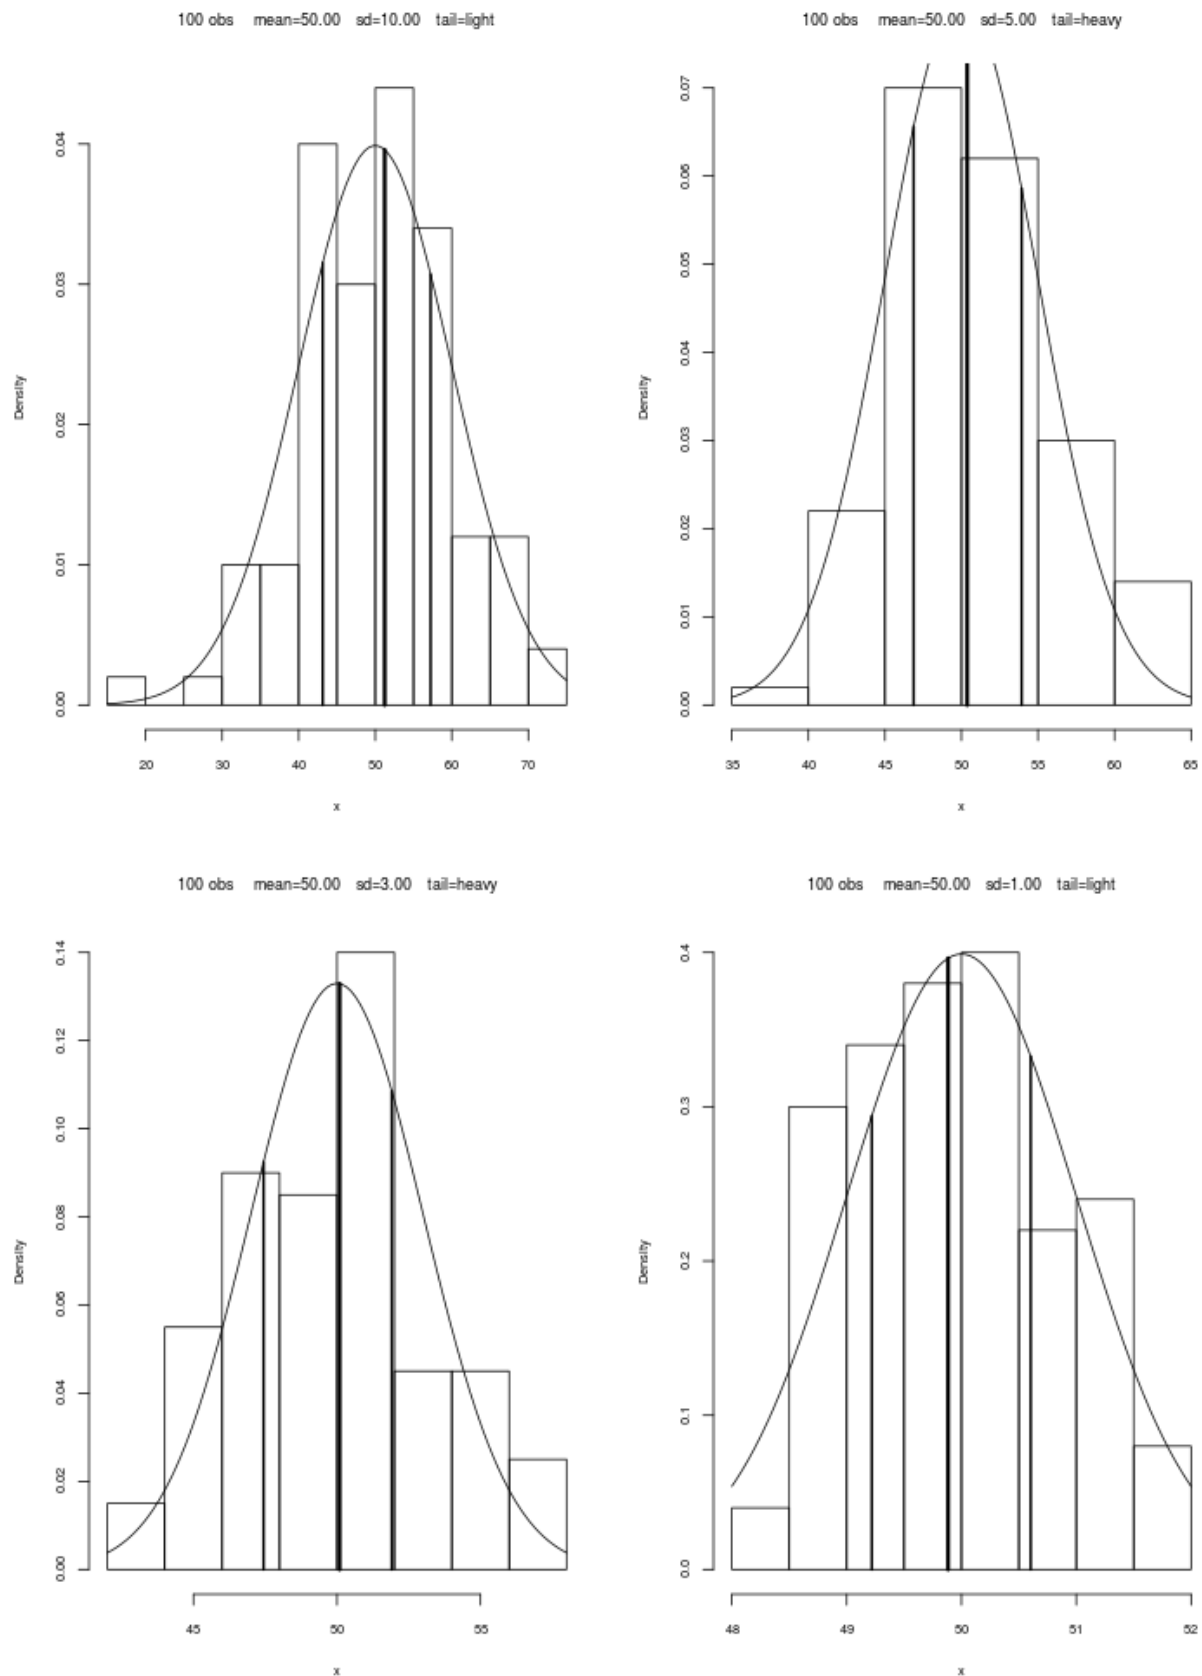 100 obs mean=50.00 sd=10.00 tail=light
Density
0.00 0.01 0.02 0.03 0.04
20 30 40 50 60 70
x
100 obs mean=50.00 sd=5.00 tail=heavy
Density
0.00 0.01 0.02 0.03 0.04 0.05 0.06 0.07
35 40 45 50 55 60 65
x
100 obs mean=50.00 sd=3.00 tail=heavy
Density
0.00 0.02 0.04 0.06 0.08 0.10 0.12 0.14
45 50 55
x
100 obs mean=50.00 sd=1.00 tail=light
Density
0.0 0.1 0.2 0.3 0.4
48 49 50 51 52
x